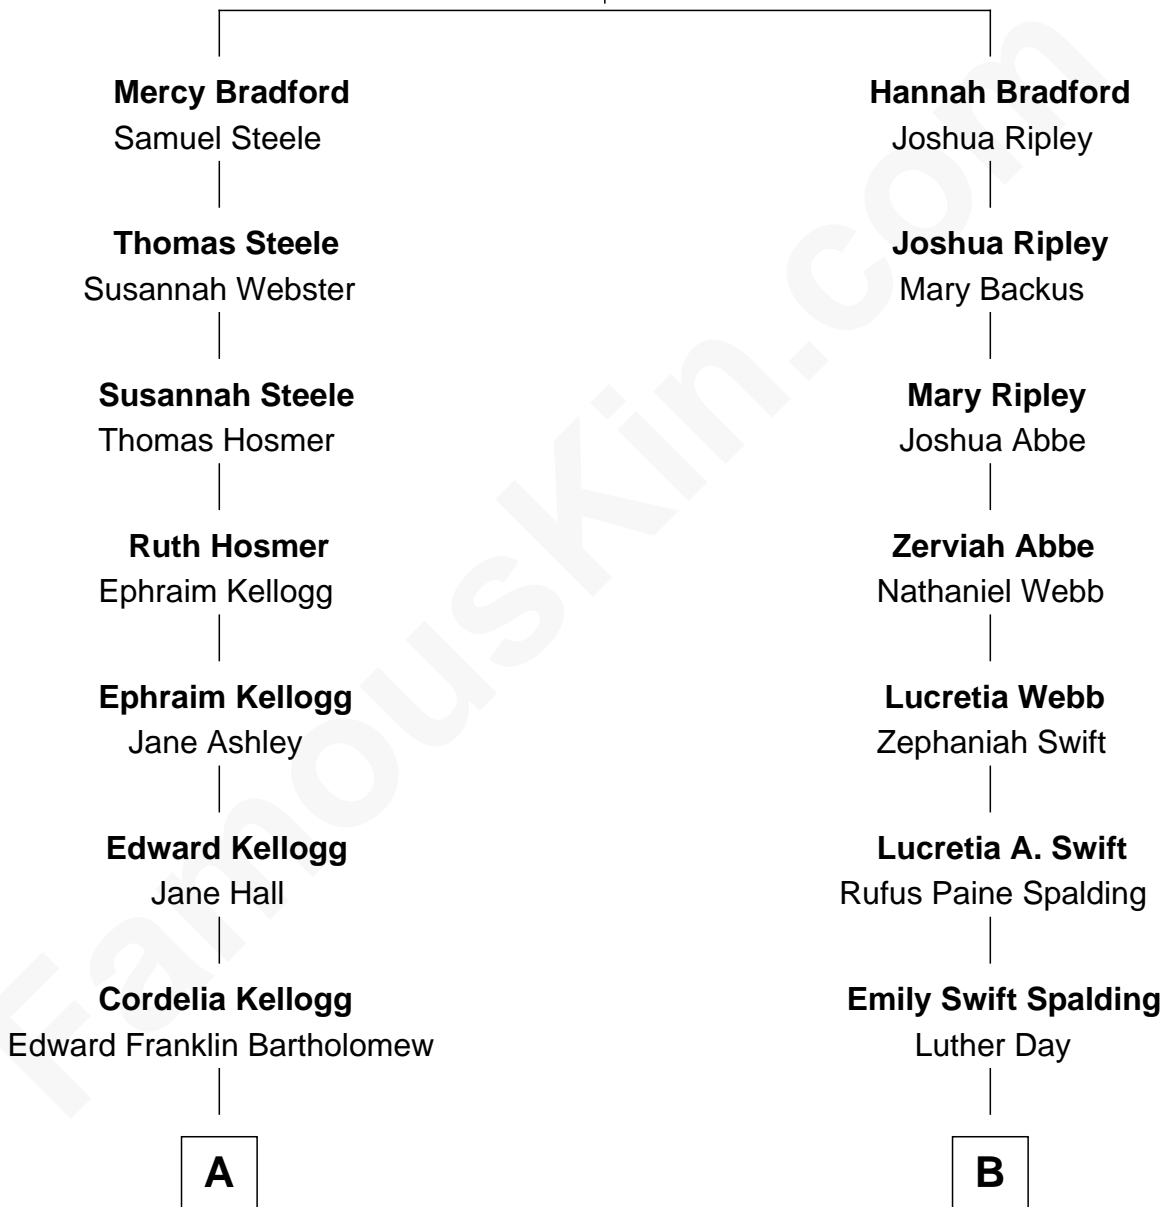 Mercy Bradford
Samuel Steele
Thomas Steele
Susannah Webster
Susannah Steele
Thomas Hosmer
Ruth Hosmer
Ephraim Kellogg
Ephraim Kellogg
Jane Ashley
Edward Kellogg
Jane Hall
Cordelia Kellogg
Edward Franklin Bartholomew
A
Hannah Bradford
Joshua Ripley
Joshua Ripley
Mary Backus
Mary Ripley
Joshua Abbe
Zerviah Abbe
Nathaniel Webb
Lucretia Webb
Zephaniah Swift
Lucretia A. Swift
Rufus Paine Spalding
Emily Swift Spalding
Luther Day
B
FamousKin.com